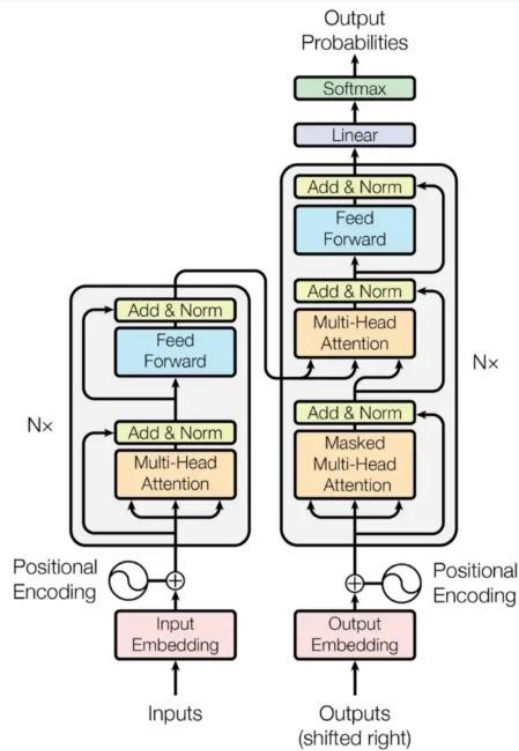 Output
Probabilities
Softmax
Linear
Add & Norm
Feed
Forward
Add & Norm
Multi-Head
Attention
Add & Norm
Masked
Multi-Head
Attention
N×
Add & Norm
Feed
Forward
Add & Norm
Multi-Head
Attention
N×
Positional
Encoding
Positional
Encoding
Input
Embedding
Output
Embedding
Inputs
Outputs
(shifted right)